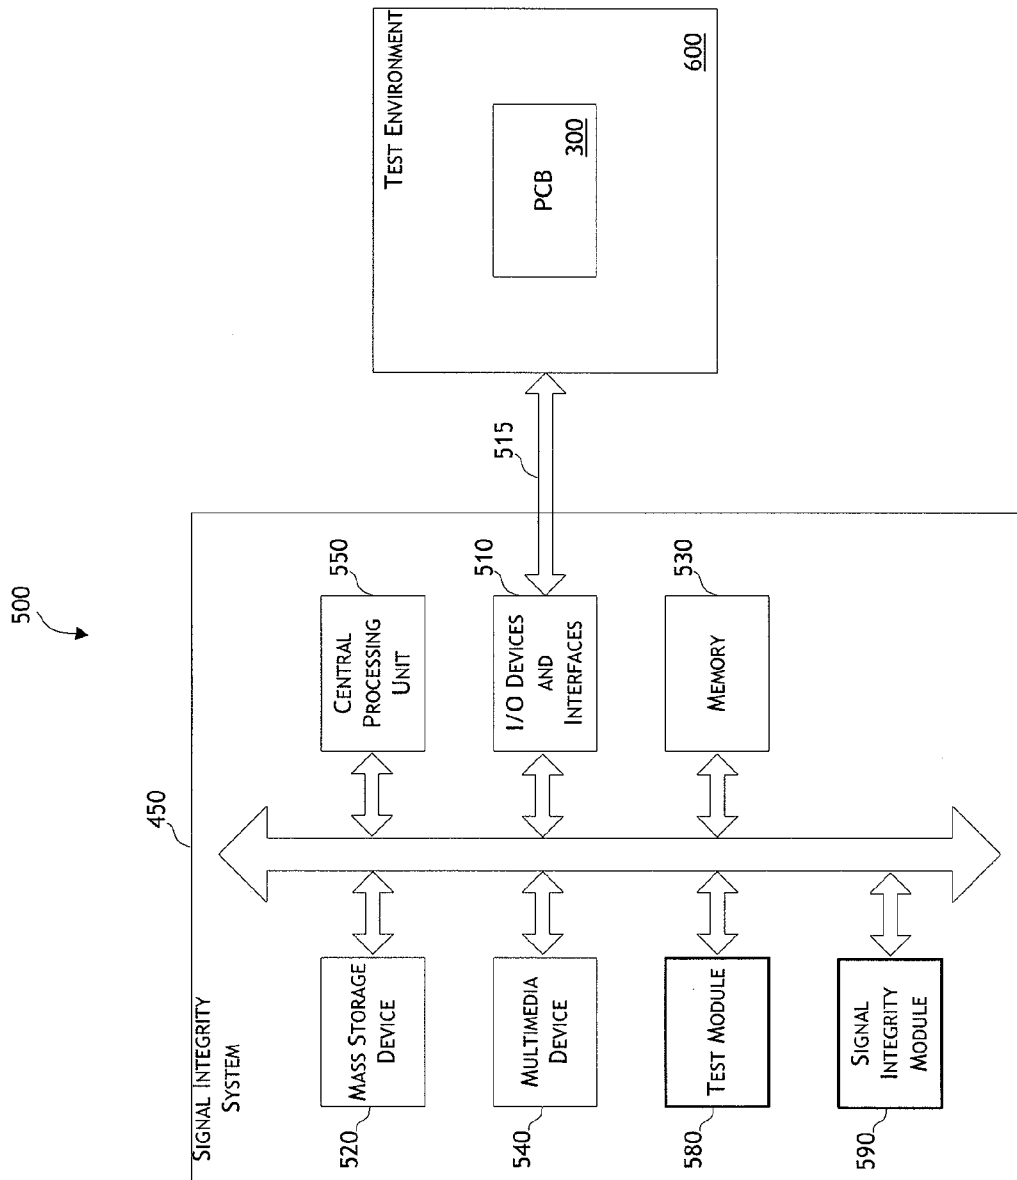 500
SIGNAL INTEGRITY
SYSTEM
450
MASS STORAGE
DEVICE
520
MULTIMEDIA
DEVICE
540
TEST MODULE
580
SIGNAL
INTEGRITY
MODULE
590
CENTRAL
PROCESSING
UNIT
550
I/O DEVICES
AND
INTERFACES
510
MEMORY
530
515
TEST ENVIRONMENT
PCB
300
600